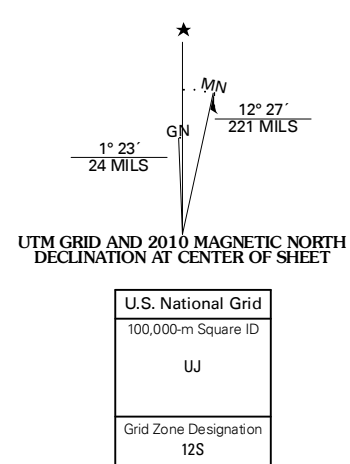 MN
12° 27´
221 MILS
GN
1° 23´
24 MILS
UTM GRID AND 2010 MAGNETIC NORTH
DECLINATION AT CENTER OF SHEET
U.S. National Grid
100,000-m Square ID
UJ
Grid Zone Designation
12S